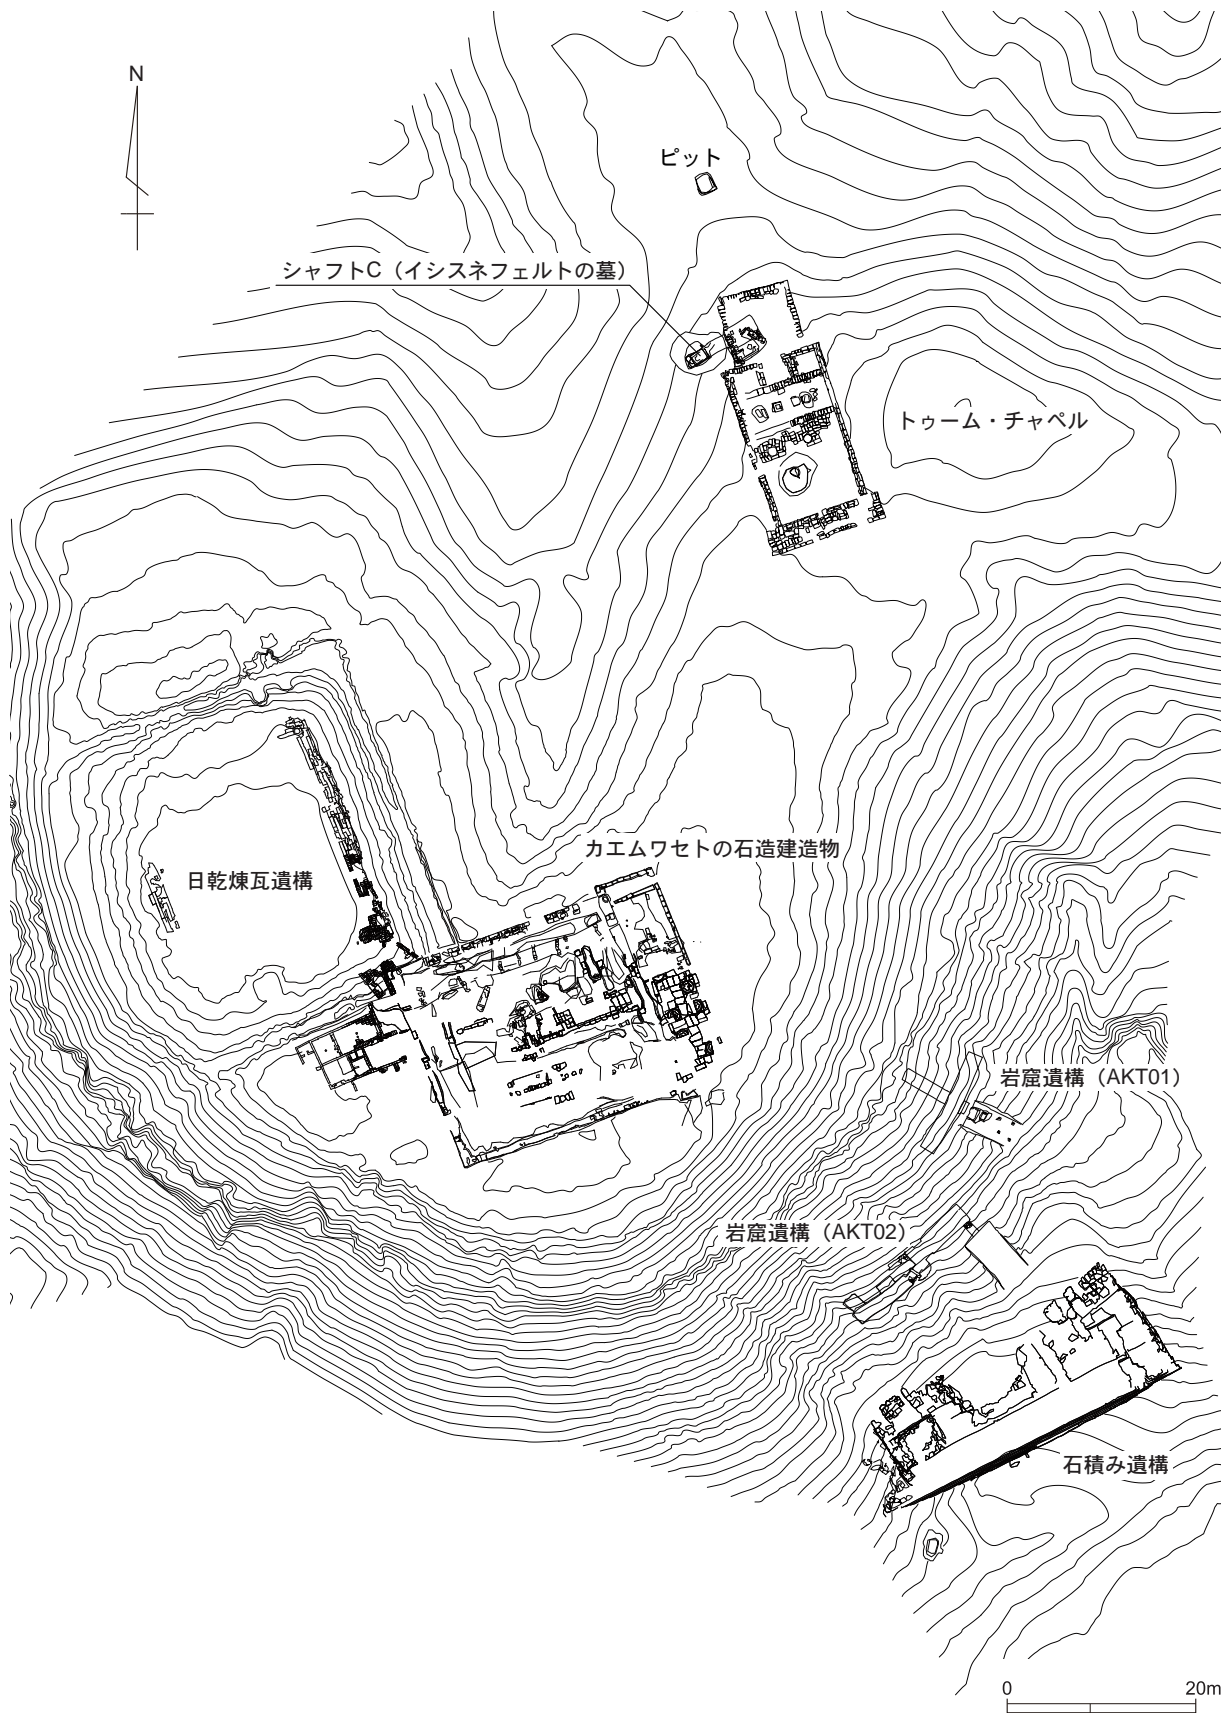 N
ピット
シャフトC（イシスネフェルトの墓）
トゥーム・チャペル
カエムワセトの石造建造物
日乾煉瓦遺構
岩窟遺構（AKT01）
岩窟遺構（AKT02）
石積み遺構
0 20m